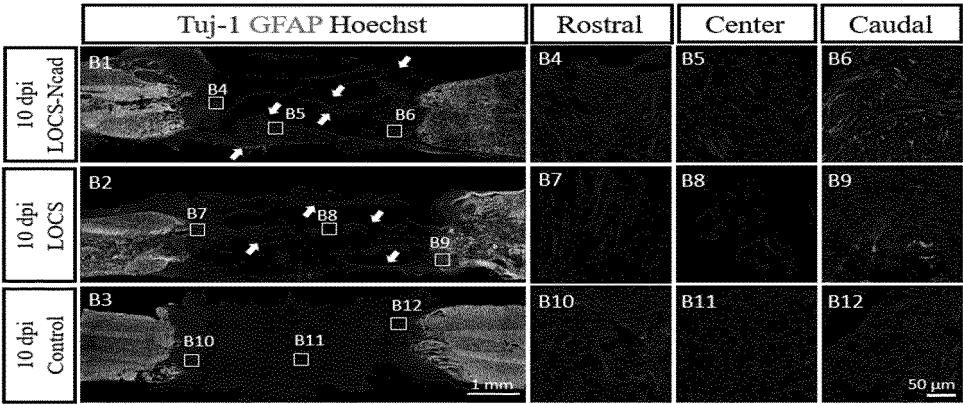 Tuj-1 GFAP Hoechst
Rostral
Center
Caudal
10 dpi
LOCS-Ncad
B1
B4
B5
B6
B4
B5
B6
10 dpi
LOCS
B2
B7
B8
B9
B7
B8
B9
10 dpi
Control
B3
B10
B11
B12
1 mm
B10
B11
B12
50 µm